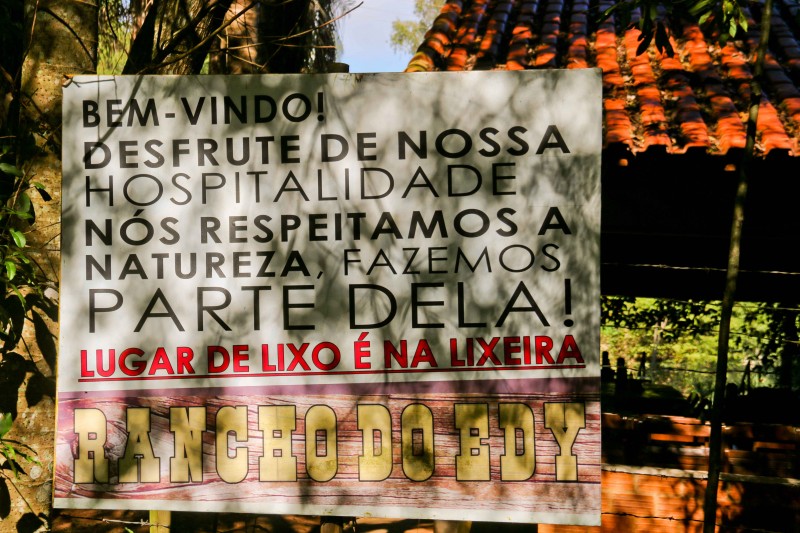 BEM-VINDO!
DESFRUTE DE NOSSA
HOSPITALIDADE
NÓS RESPEITAMOS A
NATUREZA, FAZEMOS
PARTE DELA!
LUGAR DE LIXO É NA LIXEIRA
RANCHO DO EDY